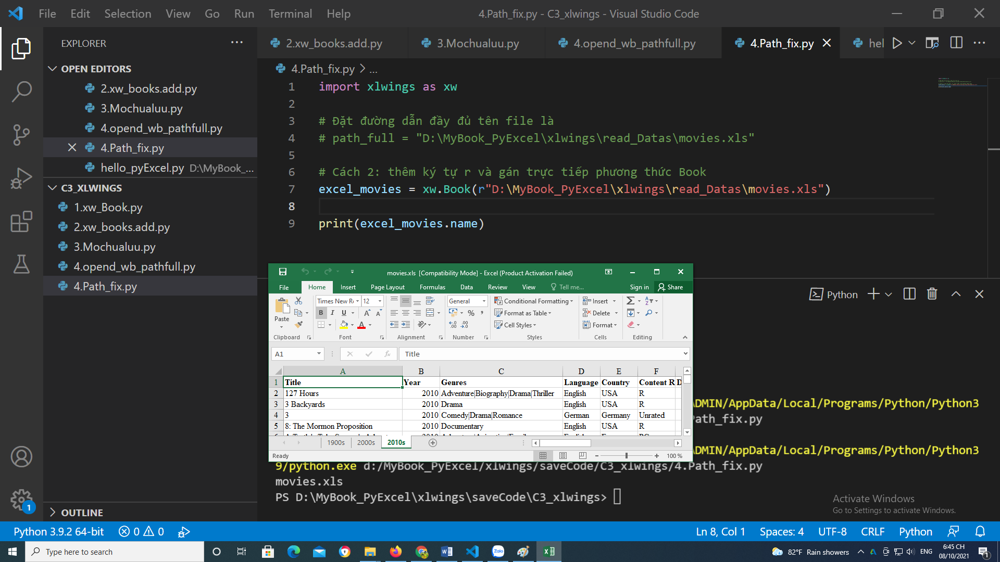 File Edit Selection View Go Run Terminal Help
4.Path_fix.py - C3_xlwings - Visual Studio Code
EXPLORER
OPEN EDITORS
2.xw_books.add.py
3.Mochualuu.py
4.opend_wb_pathfull.py
4.Path_fix.py
hello_pyExcel.py D:\MyBook_...
C3_XLWINGS
1.xw_Book.py
2.xw_books.add.py
3.Mochualuu.py
4.opend_wb_pathfull.py
4.Path_fix.py
OUTLINE
2.xw_books.add.py 3.Mochualuu.py 4.opend_wb_pathfull.py 4.Path_fix.py hel
4.Path_fix.py > ...
1 import xlwings as xw
2
3 # Đặt đường dẫn đầy đủ tên file là
4 # path_full = "D:\MyBook_PyExcel\xlwings\read_Datas\movies.xls"
5
6 # Cách 2: thêm ký tự r và gán trực tiếp phương thức Book
7 excel_movies = xw.Book(r"D:\MyBook_PyExcel\xlwings\read_Datas\movies.xls")
8
9 print(excel_movies.name)
Python
movies.xls [Compatibility Mode] - Excel (Product Activation Failed)
File Home Insert Page Layout Formulas Data Review View Tell me... Sign in Share
Paste
Times New R 12
B I U A A
A
General
% ,
Conditional Formatting
Format as Table
Cell Styles
Insert
Delete
Format
Clipboard Font Alignment Number Styles Cells Editing
A1 fx Title
A B C D E F
1 Title Year Genres Language Country Content R D
2 127 Hours 2010 Adventure|Biography|Drama|Thriller English USA R
3 3 Backyards 2010 Drama English USA R
4 3 2010 Comedy|Drama|Romance German Germany Unrated
5 8: The Mormon Proposition 2010 Documentary English USA R
1900s 2000s 2010s
Ready 100 %
DMIN/AppData/Local/Programs/Python/Python3
ath_fix.py
DMIN/AppData/Local/Programs/Python/Python3
9/python.exe d:/MyBook_PyExcel/xlwings/saveCode/C3_xlwings/4.Path_fix.py
movies.xls
PS D:\MyBook_PyExcel\xlwings\saveCode\C3_xlwings>
Activate Windows
Go to Settings to activate Windows.
1
Python 3.9.2 64-bit 0 0
Ln 8, Col 1 Spaces: 4 UTF-8 CRLF Python
Type here to search
Zalo
82°F Rain showers
ENG
6:45 CH
08/10/2021
1